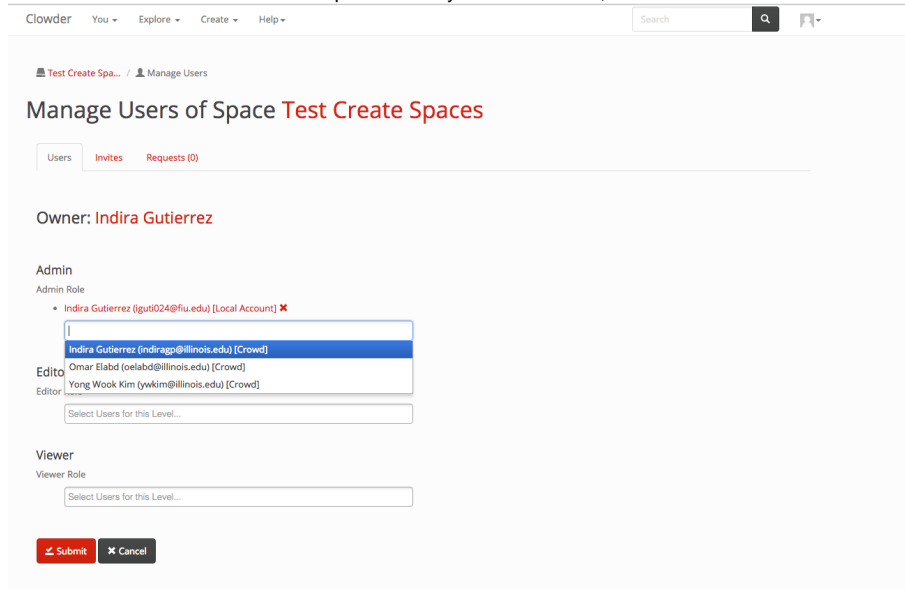 Clowder You Explore Create Help Search
Test Create Spa... / Manage Users
Manage Users of Space Test Create Spaces
Users Invites Requests (0)
Owner: Indira Gutierrez
Admin
Admin Role
Indira Gutierrez (iguti024@fiu.edu) [Local Account]
Indira Gutierrez (indiragp@illinois.edu) [Crowd]
Omar Elabd (oelabd@illinois.edu) [Crowd]
Edito
Yong Wook Kim (ywkim@illinois.edu) [Crowd]
Editor
Select Users for this Level...
Viewer
Viewer Role
Select Users for this Level...
Submit Cancel